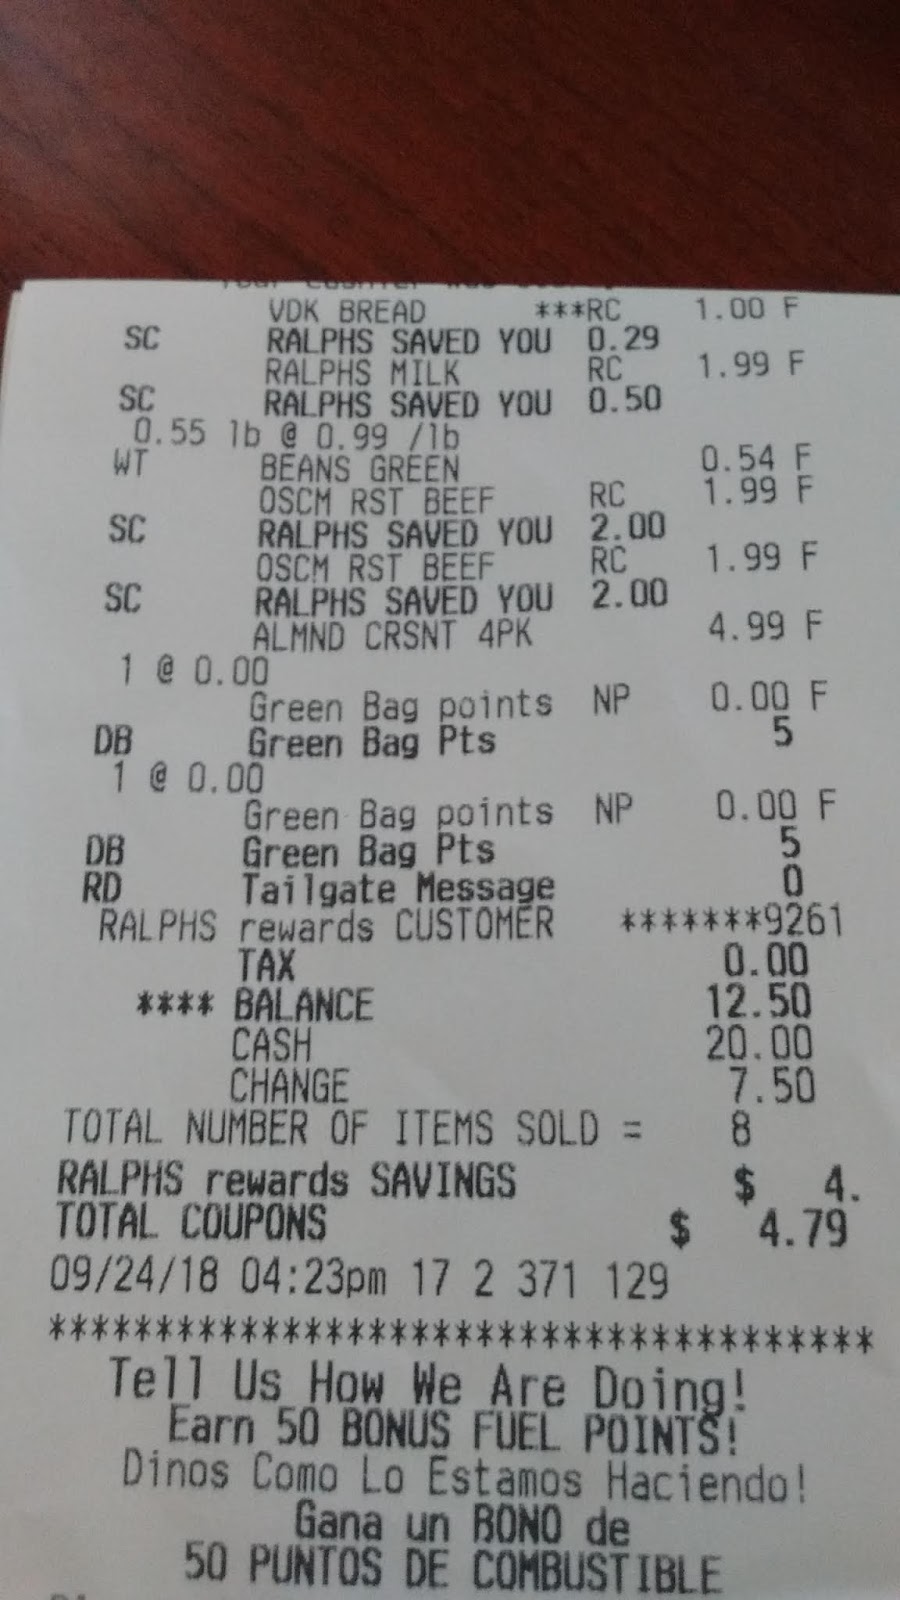 VDK BREAD ***RC 1.00 F
SC RALPHS SAVED YOU 0.29
RALPHS MILK RC 1.99 F
SC RALPHS SAVED YOU 0.50
0.55 lb @ 0.99 /lb
WT BEANS GREEN 0.54 F
OSCM RST BEEF RC 1.99 F
SC RALPHS SAVED YOU 2.00
OSCM RST BEEF RC 1.99 F
SC RALPHS SAVED YOU 2.00
ALMND CRSNT 4PK 4.99 F
1 @ 0.00
Green Bag points NP 0.00 F
DB Green Bag Pts 5
1 @ 0.00
Green Bag points NP 0.00 F
DB Green Bag Pts 5
RD Tailgate Message 0
RALPHS rewards CUSTOMER *******9261
TAX 0.00
**** BALANCE 12.50
CASH 20.00
CHANGE 7.50
TOTAL NUMBER OF ITEMS SOLD = 8
RALPHS rewards SAVINGS $ 4.
TOTAL COUPONS $ 4.79
09/24/18 04:23pm 17 2 371 129
***************************************
Tell Us How We Are Doing!
Earn 50 BONUS FUEL POINTS!
Dinos Como Lo Estamos Haciendo!
Gana un BONO de
50 PUNTOS DE COMBUSTIBLE